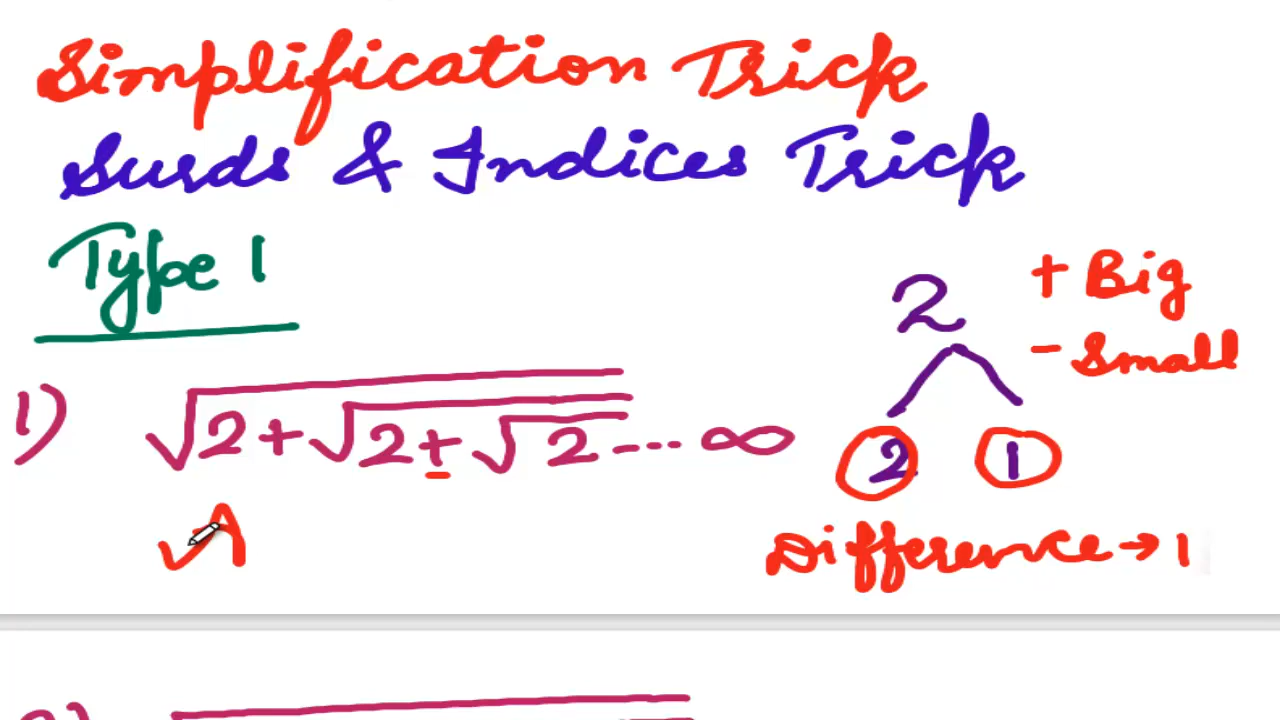 Simplification Trick
Surds & Indices Trick
Type 1
2
+ Big
- Small
1) √2+√2+√2 ... ∞
2 1
A
Difference → 1